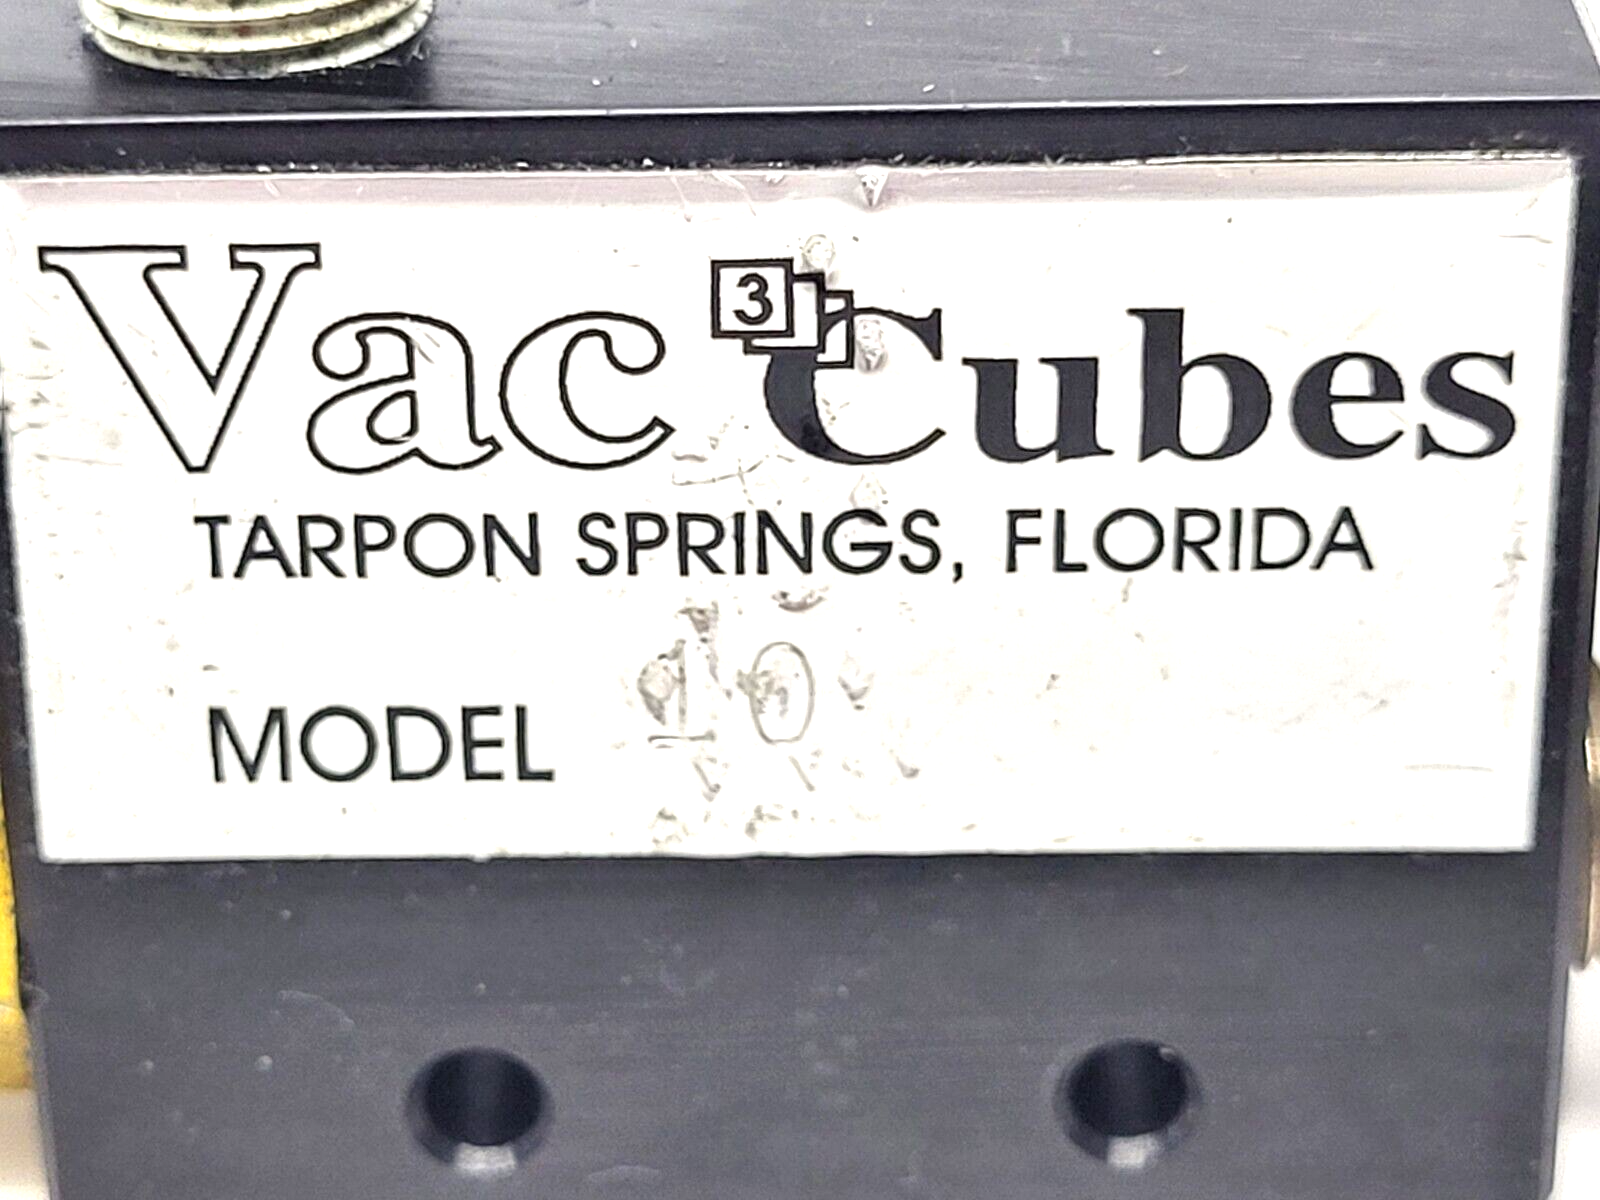 Vac 3 Cubes
TARPON SPRINGS, FLORIDA
MODEL 10